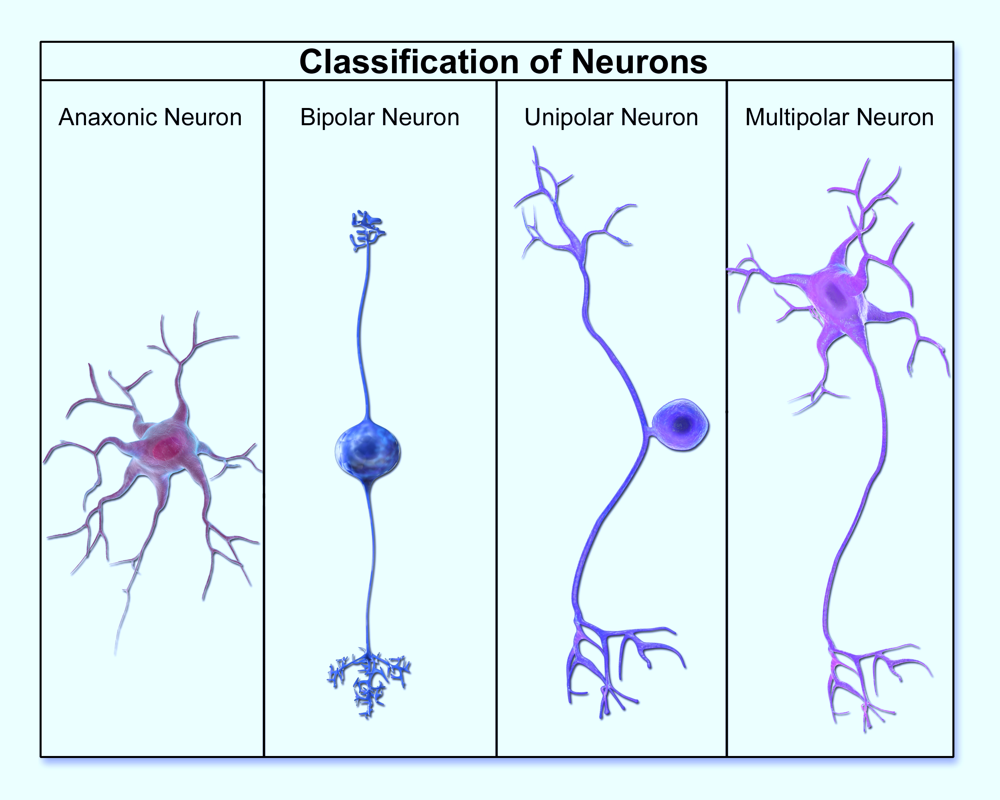 Classification of Neurons
Anaxonic Neuron
Bipolar Neuron
Unipolar Neuron
Multipolar Neuron